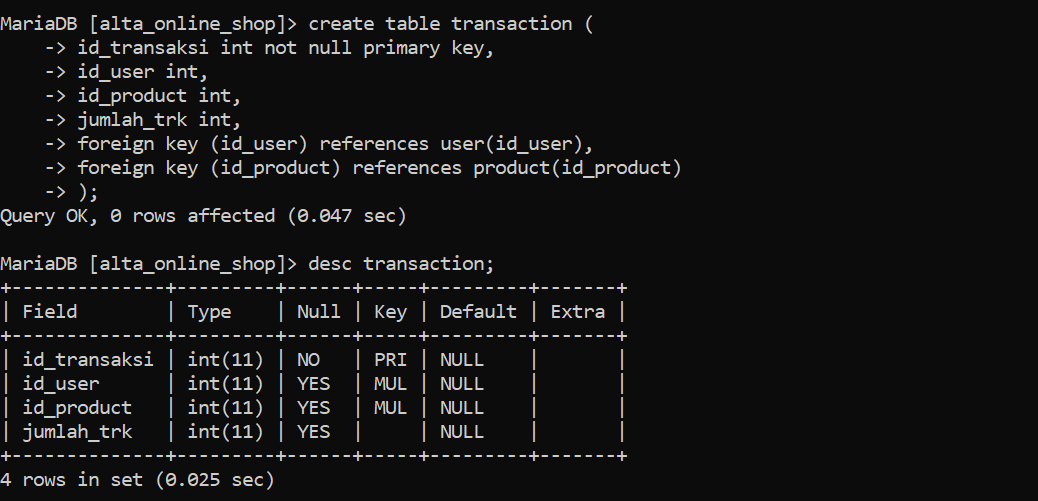 MariaDB [alta_online_shop]> create table transaction (
    -> id_transaksi int not null primary key,
    -> id_user int,
    -> id_product int,
    -> jumlah_trk int,
    -> foreign key (id_user) references user(id_user),
    -> foreign key (id_product) references product(id_product)
    -> );
Query OK, 0 rows affected (0.047 sec)

MariaDB [alta_online_shop]> desc transaction;
+--------------+---------+------+-----+---------+-------+
| Field        | Type    | Null | Key | Default | Extra |
+--------------+---------+------+-----+---------+-------+
| id_transaksi | int(11) | NO   | PRI | NULL    |       |
| id_user      | int(11) | YES  | MUL | NULL    |       |
| id_product   | int(11) | YES  | MUL | NULL    |       |
| jumlah_trk   | int(11) | YES  |     | NULL    |       |
+--------------+---------+------+-----+---------+-------+
4 rows in set (0.025 sec)